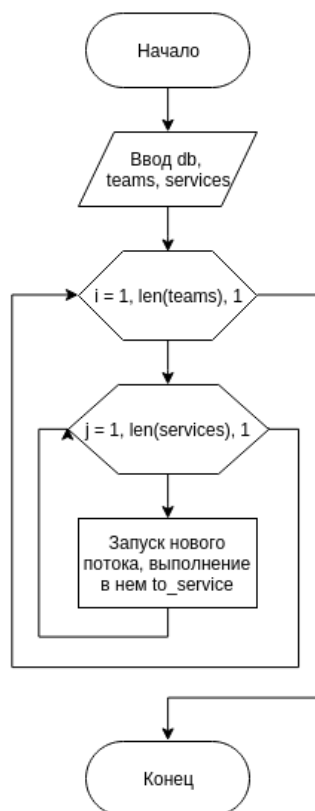 Начало
Ввод db,
teams, services
i = 1, len(teams), 1
j = 1, len(services), 1
Запуск нового
потока, выполнение
в нем to_service
Конец